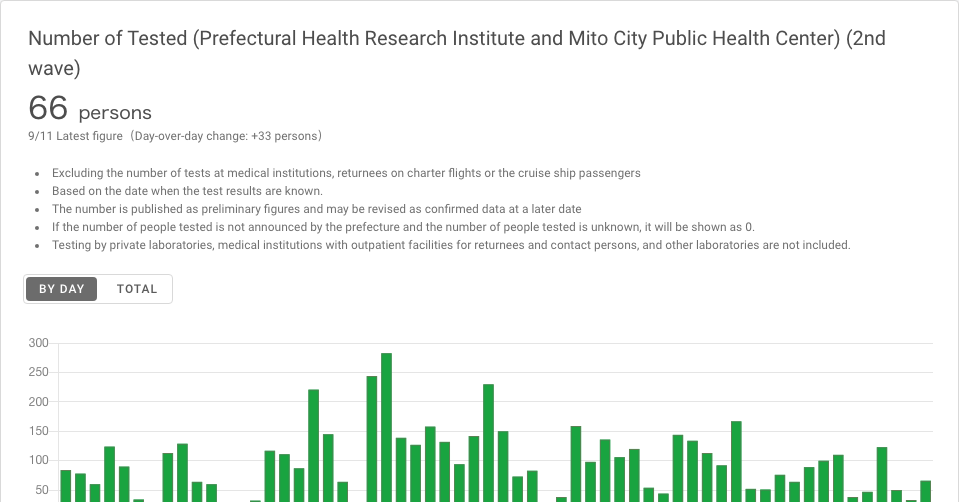 Number of Tested (Prefectural Health Research Institute and Mito City Public Health Center) (2nd
wave)
66 persons
9/11 Latest figure（Day-over-day change: +33 persons）
• Excluding the number of tests at medical institutions, returnees on charter flights or the cruise ship passengers
• Based on the date when the test results are known.
• The number is published as preliminary figures and may be revised as confirmed data at a later date
• If the number of people tested is not announced by the prefecture and the number of people tested is unknown, it will be shown as 0.
• Testing by private laboratories, medical institutions with outpatient facilities for returnees and contact persons, and other laboratories are not included.
BY DAY TOTAL
300
250
200
150
100
50